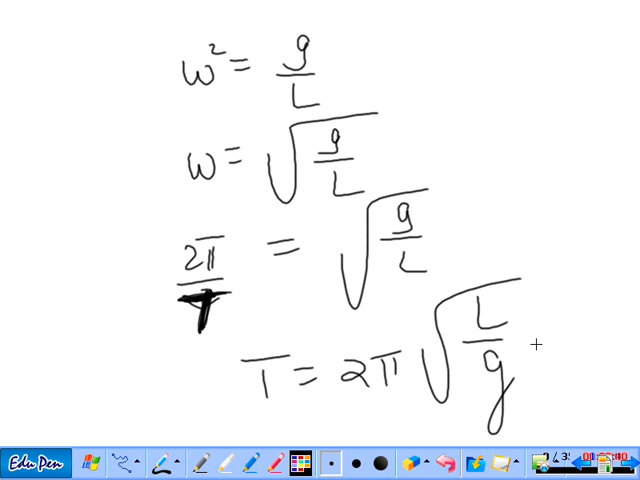 w² = g/L
w = √(g/L)
2π/T = √(g/L)
T = 2π √(L/g)
Edu Pen